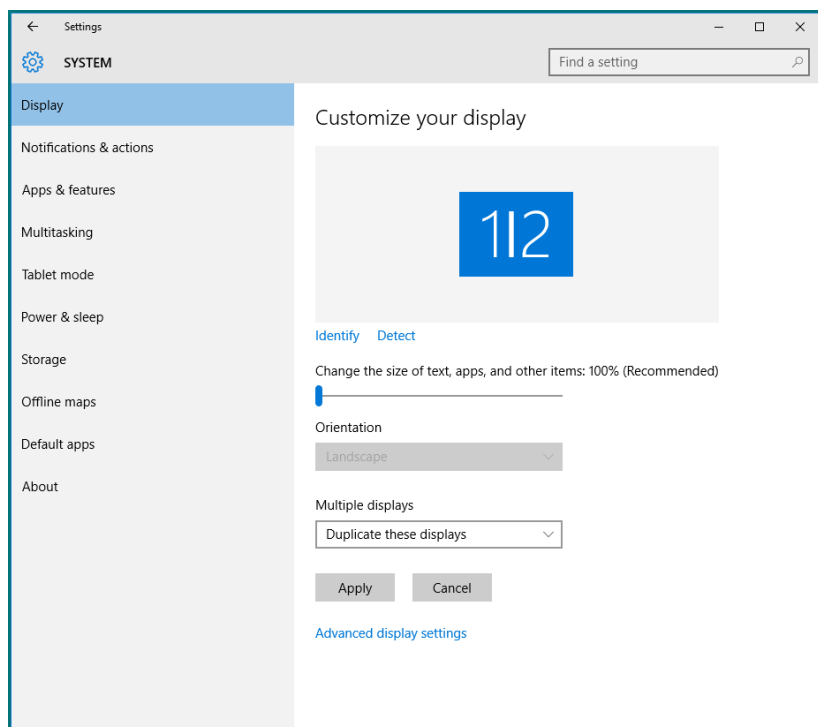 Settings
SYSTEM
Find a setting
Display
Notifications & actions
Apps & features
Multitasking
Tablet mode
Power & sleep
Storage
Offline maps
Default apps
About
Customize your display
1|2
Identify Detect
Change the size of text, apps, and other items: 100% (Recommended)
Orientation
Landscape
Multiple displays
Duplicate these displays
Apply Cancel
Advanced display settings